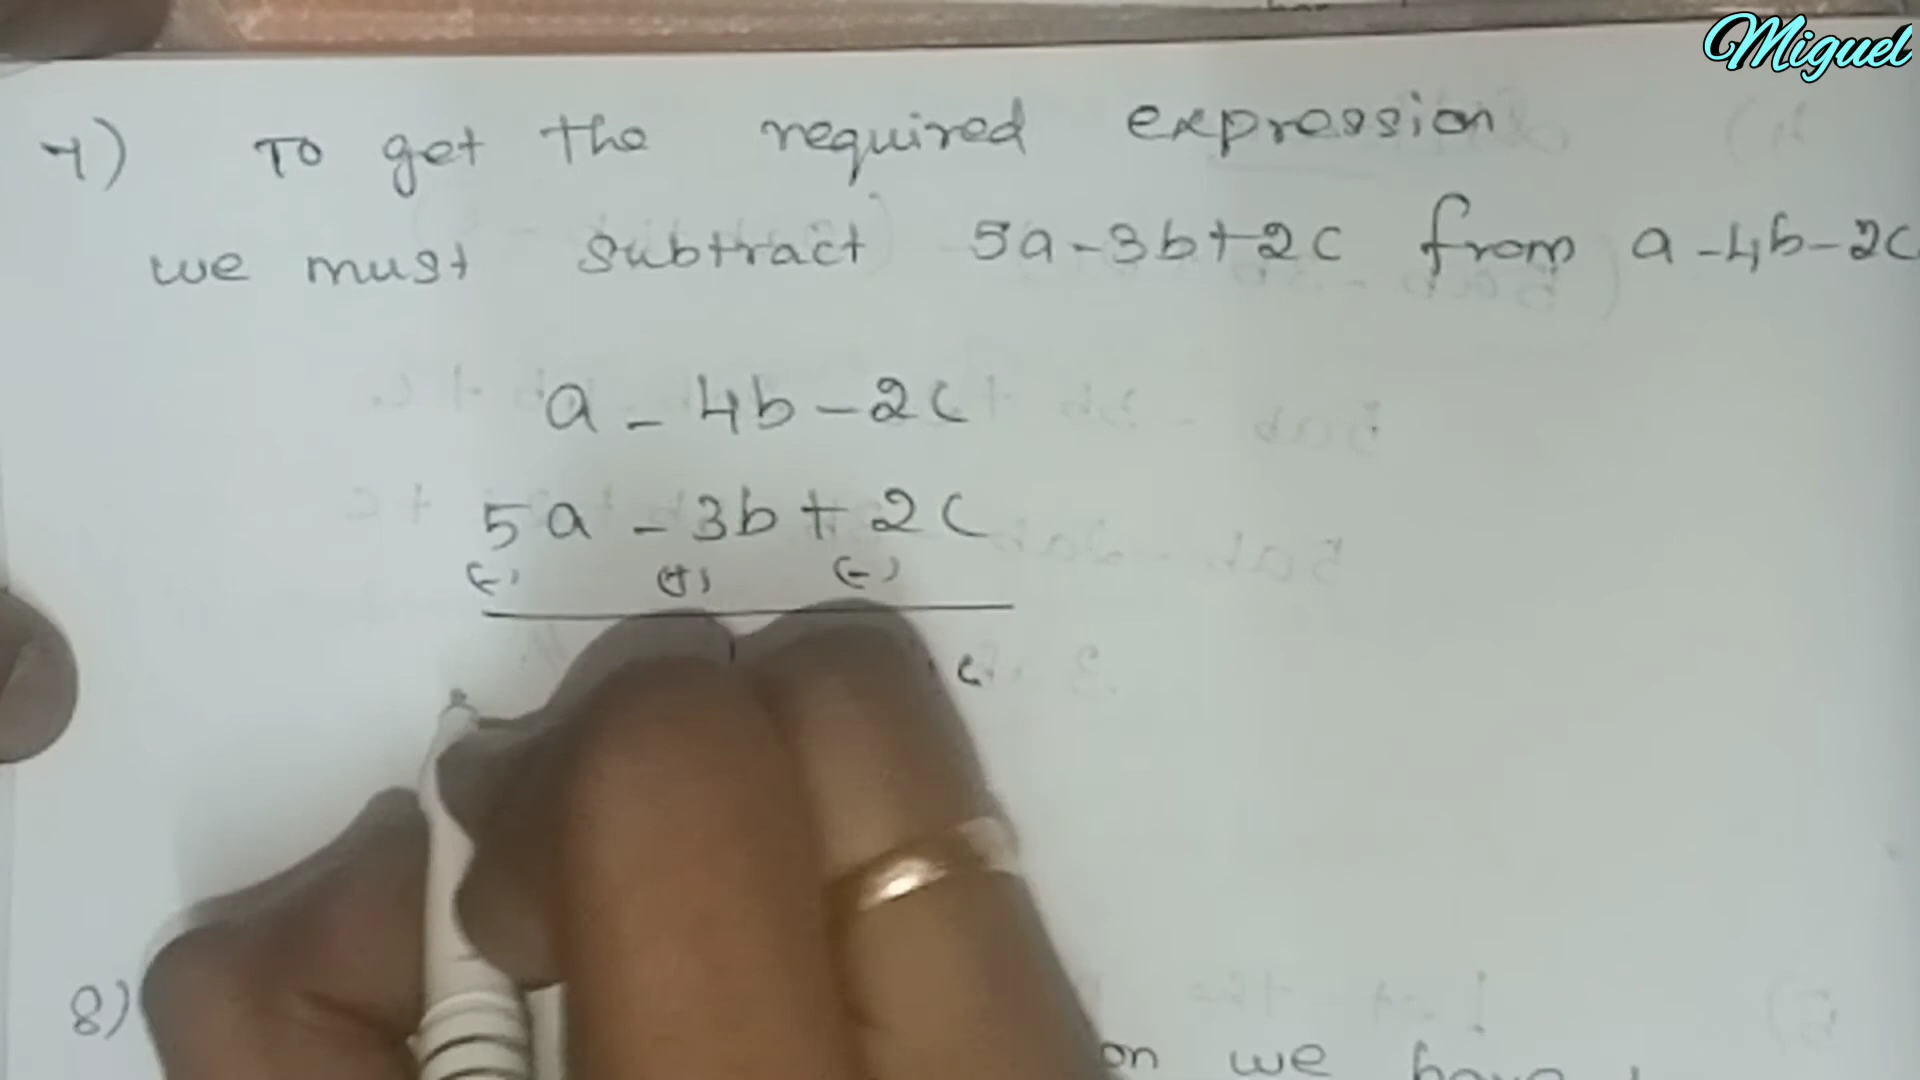 Miguel
7) To get the required expression
we must subtract 5a-3b+2c from a-4b-2c
a - 4b - 2c
5a - 3b + 2c
(-) (+) (-)
c
8)
on we